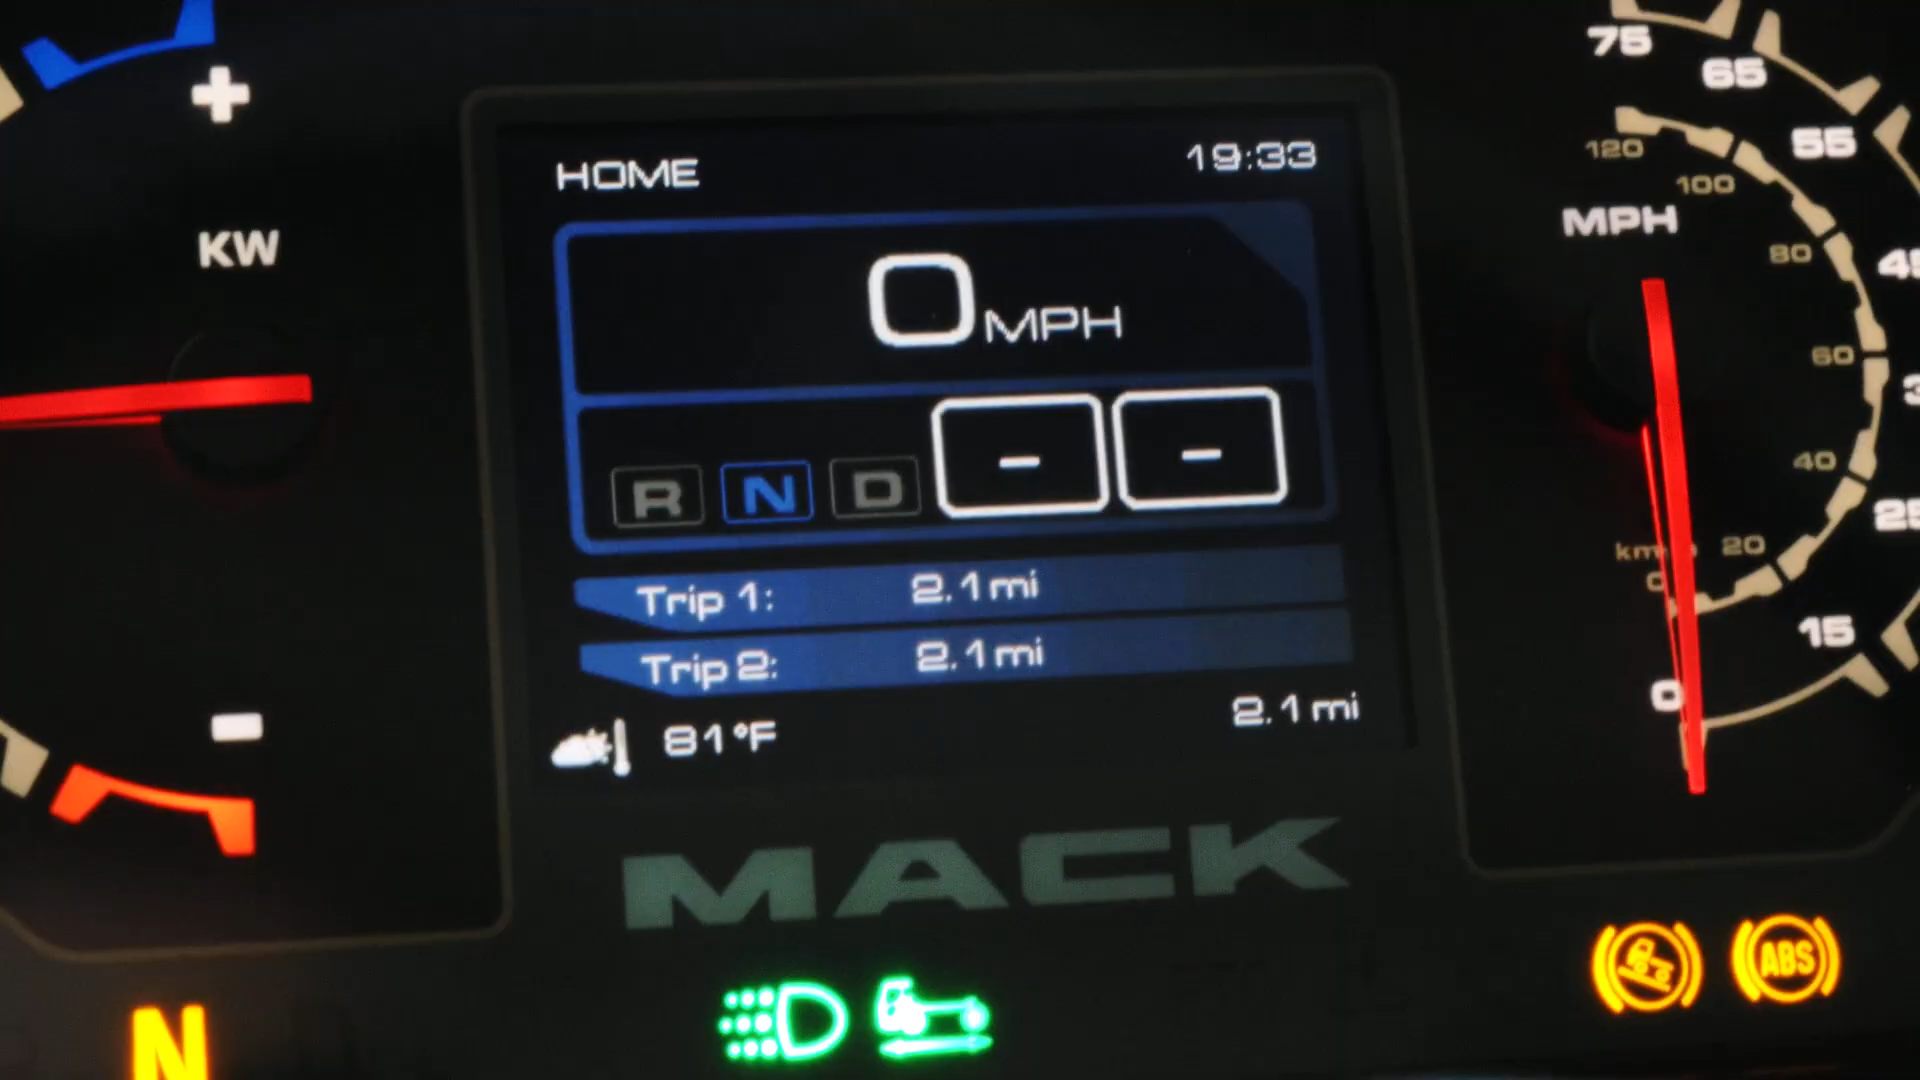 +
KW
HOME 19:33
0 MPH
R N D - -
Trip 1: 2.1 mi
Trip 2: 2.1 mi
81°F 2.1 mi
MACK
N
75
65
55
25
15
0
MPH
120
100
80
60
40
20
0
ABS